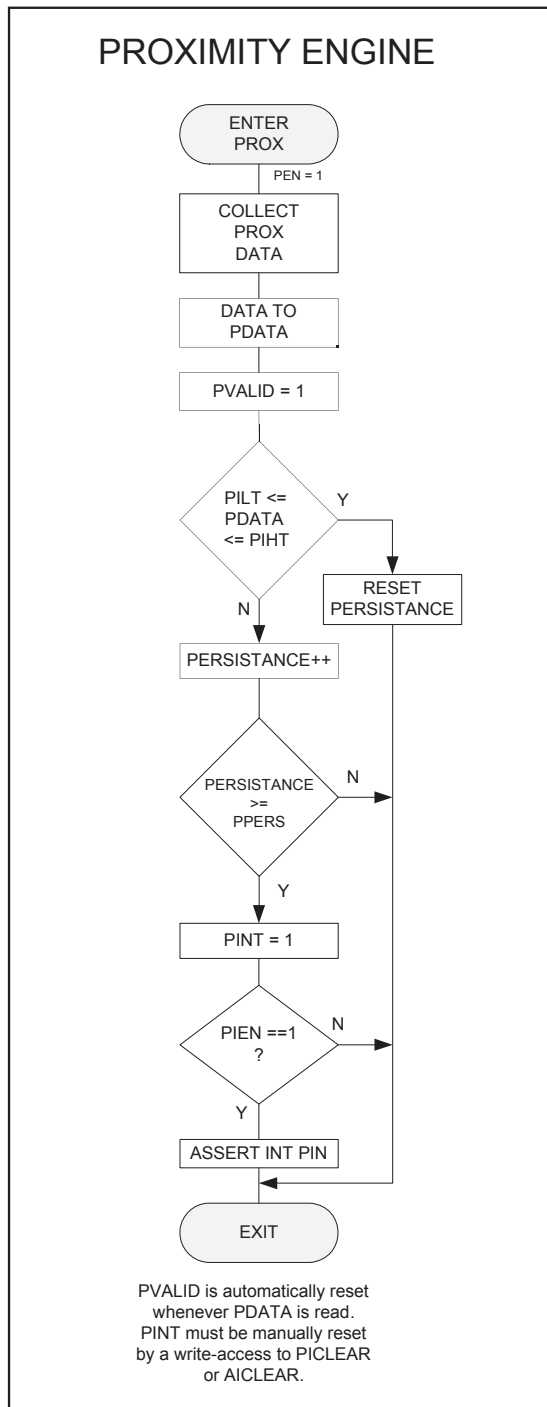 PROXIMITY ENGINE
ENTER
PROX
PEN = 1
COLLECT
PROX
DATA
DATA TO
PDATA
PVALID = 1
PILT <=
PDATA
<= PIHT
Y
RESET
PERSISTANCE
N
PERSISTANCE++
PERSISTANCE
>=
PPERS
N
Y
PINT = 1
PIEN ==1
?
N
Y
ASSERT INT PIN
EXIT
PVALID is automatically reset
whenever PDATA is read.
PINT must be manually reset
by a write-access to PICLEAR
or AICLEAR.